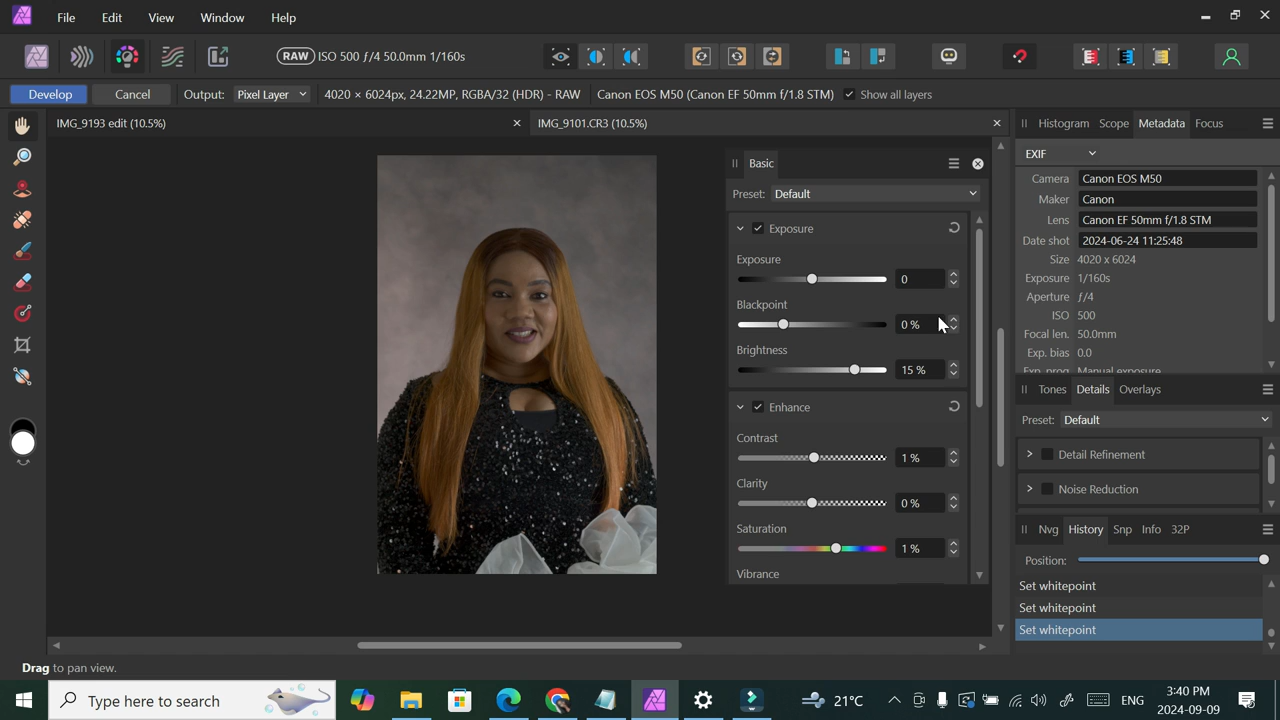 File Edit View Window Help
RAW ISO 500 ƒ/4 50.0mm 1/160s
Develop Cancel Output: Pixel Layer 4020 × 6024px, 24.22MP, RGBA/32 (HDR) - RAW Canon EOS M50 (Canon EF 50mm f/1.8 STM) Show all layers
IMG_9193 edit (10.5%) IMG_9101.CR3 (10.5%)
Histogram Scope Metadata Focus
EXIF
Camera Canon EOS M50
Maker Canon
Lens Canon EF 50mm f/1.8 STM
Date shot 2024-06-24 11:25:48
Size 4020 x 6024
Exposure 1/160s
Aperture ƒ/4
ISO 500
Focal len. 50.0mm
Exp. bias 0.0
Exp. prog Manual exposure
Tones Details Overlays
Preset: Default
Detail Refinement
Noise Reduction
Nvg History Snp Info 32P
Position:
Set whitepoint
Set whitepoint
Set whitepoint
Basic
Preset: Default
Exposure
Exposure
0
Blackpoint
0 %
Brightness
15 %
Enhance
Contrast
1 %
Clarity
0 %
Saturation
1 %
Vibrance
Drag to pan view.
Type here to search
21°C
ENG
3:40 PM
2024-09-09